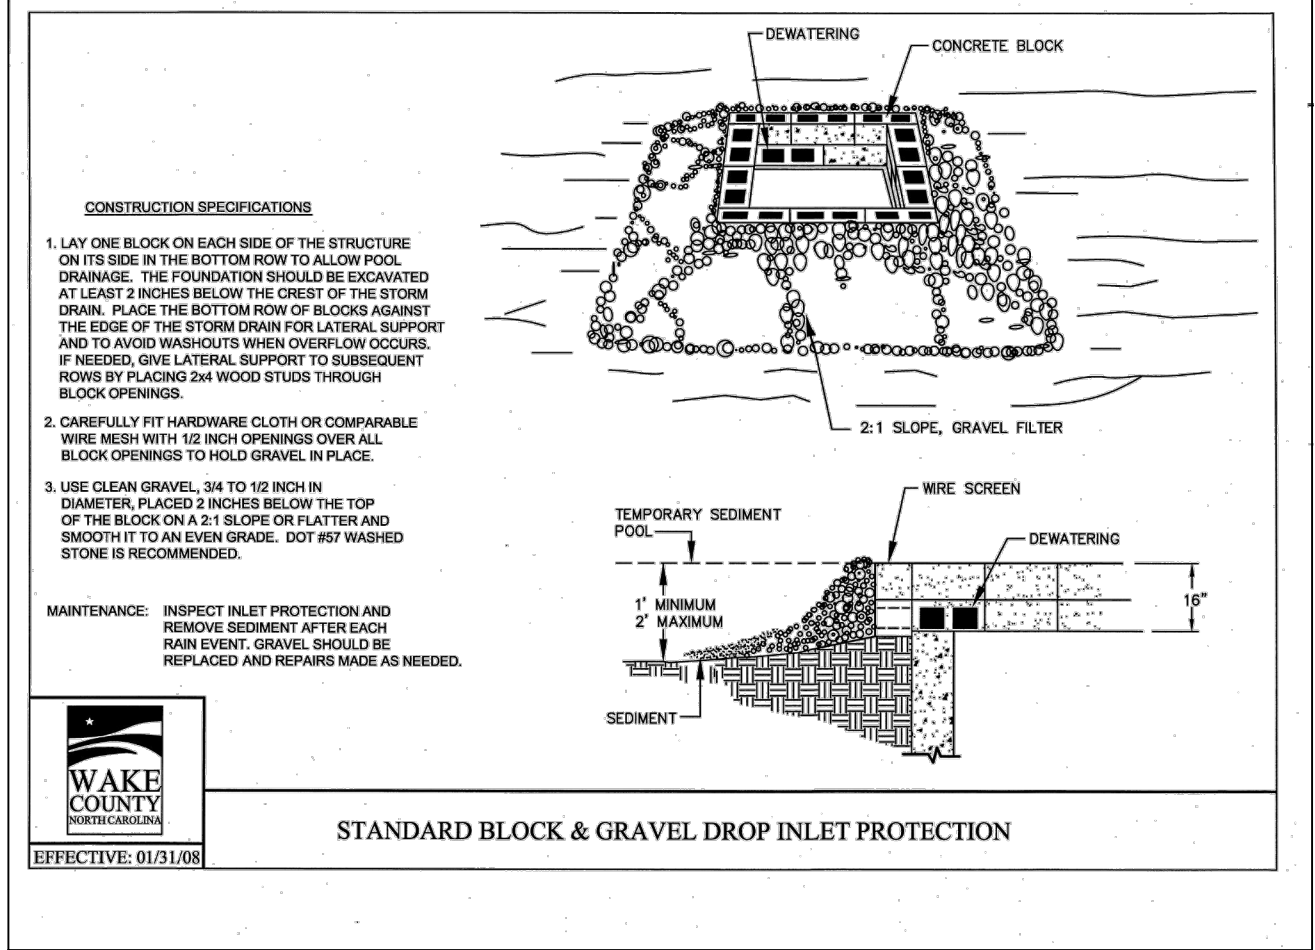 DEWATERING
CONCRETE BLOCK
CONSTRUCTION SPECIFICATIONS
1. LAY ONE BLOCK ON EACH SIDE OF THE STRUCTURE
ON ITS SIDE IN THE BOTTOM ROW TO ALLOW POOL
DRAINAGE. THE FOUNDATION SHOULD BE EXCAVATED
AT LEAST 2 INCHES BELOW THE CREST OF THE STORM
DRAIN. PLACE THE BOTTOM ROW OF BLOCKS AGAINST
THE EDGE OF THE STORM DRAIN FOR LATERAL SUPPORT
AND TO AVOID WASHOUTS WHEN OVERFLOW OCCURS.
IF NEEDED, GIVE LATERAL SUPPORT TO SUBSEQUENT
ROWS BY PLACING 2x4 WOOD STUDS THROUGH
BLOCK OPENINGS.
2. CAREFULLY FIT HARDWARE CLOTH OR COMPARABLE
WIRE MESH WITH 1/2 INCH OPENINGS OVER ALL
BLOCK OPENINGS TO HOLD GRAVEL IN PLACE.
3. USE CLEAN GRAVEL, 3/4 TO 1/2 INCH IN
DIAMETER, PLACED 2 INCHES BELOW THE TOP
OF THE BLOCK ON A 2:1 SLOPE OR FLATTER AND
SMOOTH IT TO AN EVEN GRADE. DOT #57 WASHED
STONE IS RECOMMENDED.
MAINTENANCE: INSPECT INLET PROTECTION AND
REMOVE SEDIMENT AFTER EACH
RAIN EVENT. GRAVEL SHOULD BE
REPLACED AND REPAIRS MADE AS NEEDED.
2:1 SLOPE, GRAVEL FILTER
WIRE SCREEN
TEMPORARY SEDIMENT
POOL
DEWATERING
1' MINIMUM
2' MAXIMUM
16"
SEDIMENT
WAKE
COUNTY
NORTH CAROLINA
EFFECTIVE: 01/31/08
STANDARD BLOCK & GRAVEL DROP INLET PROTECTION